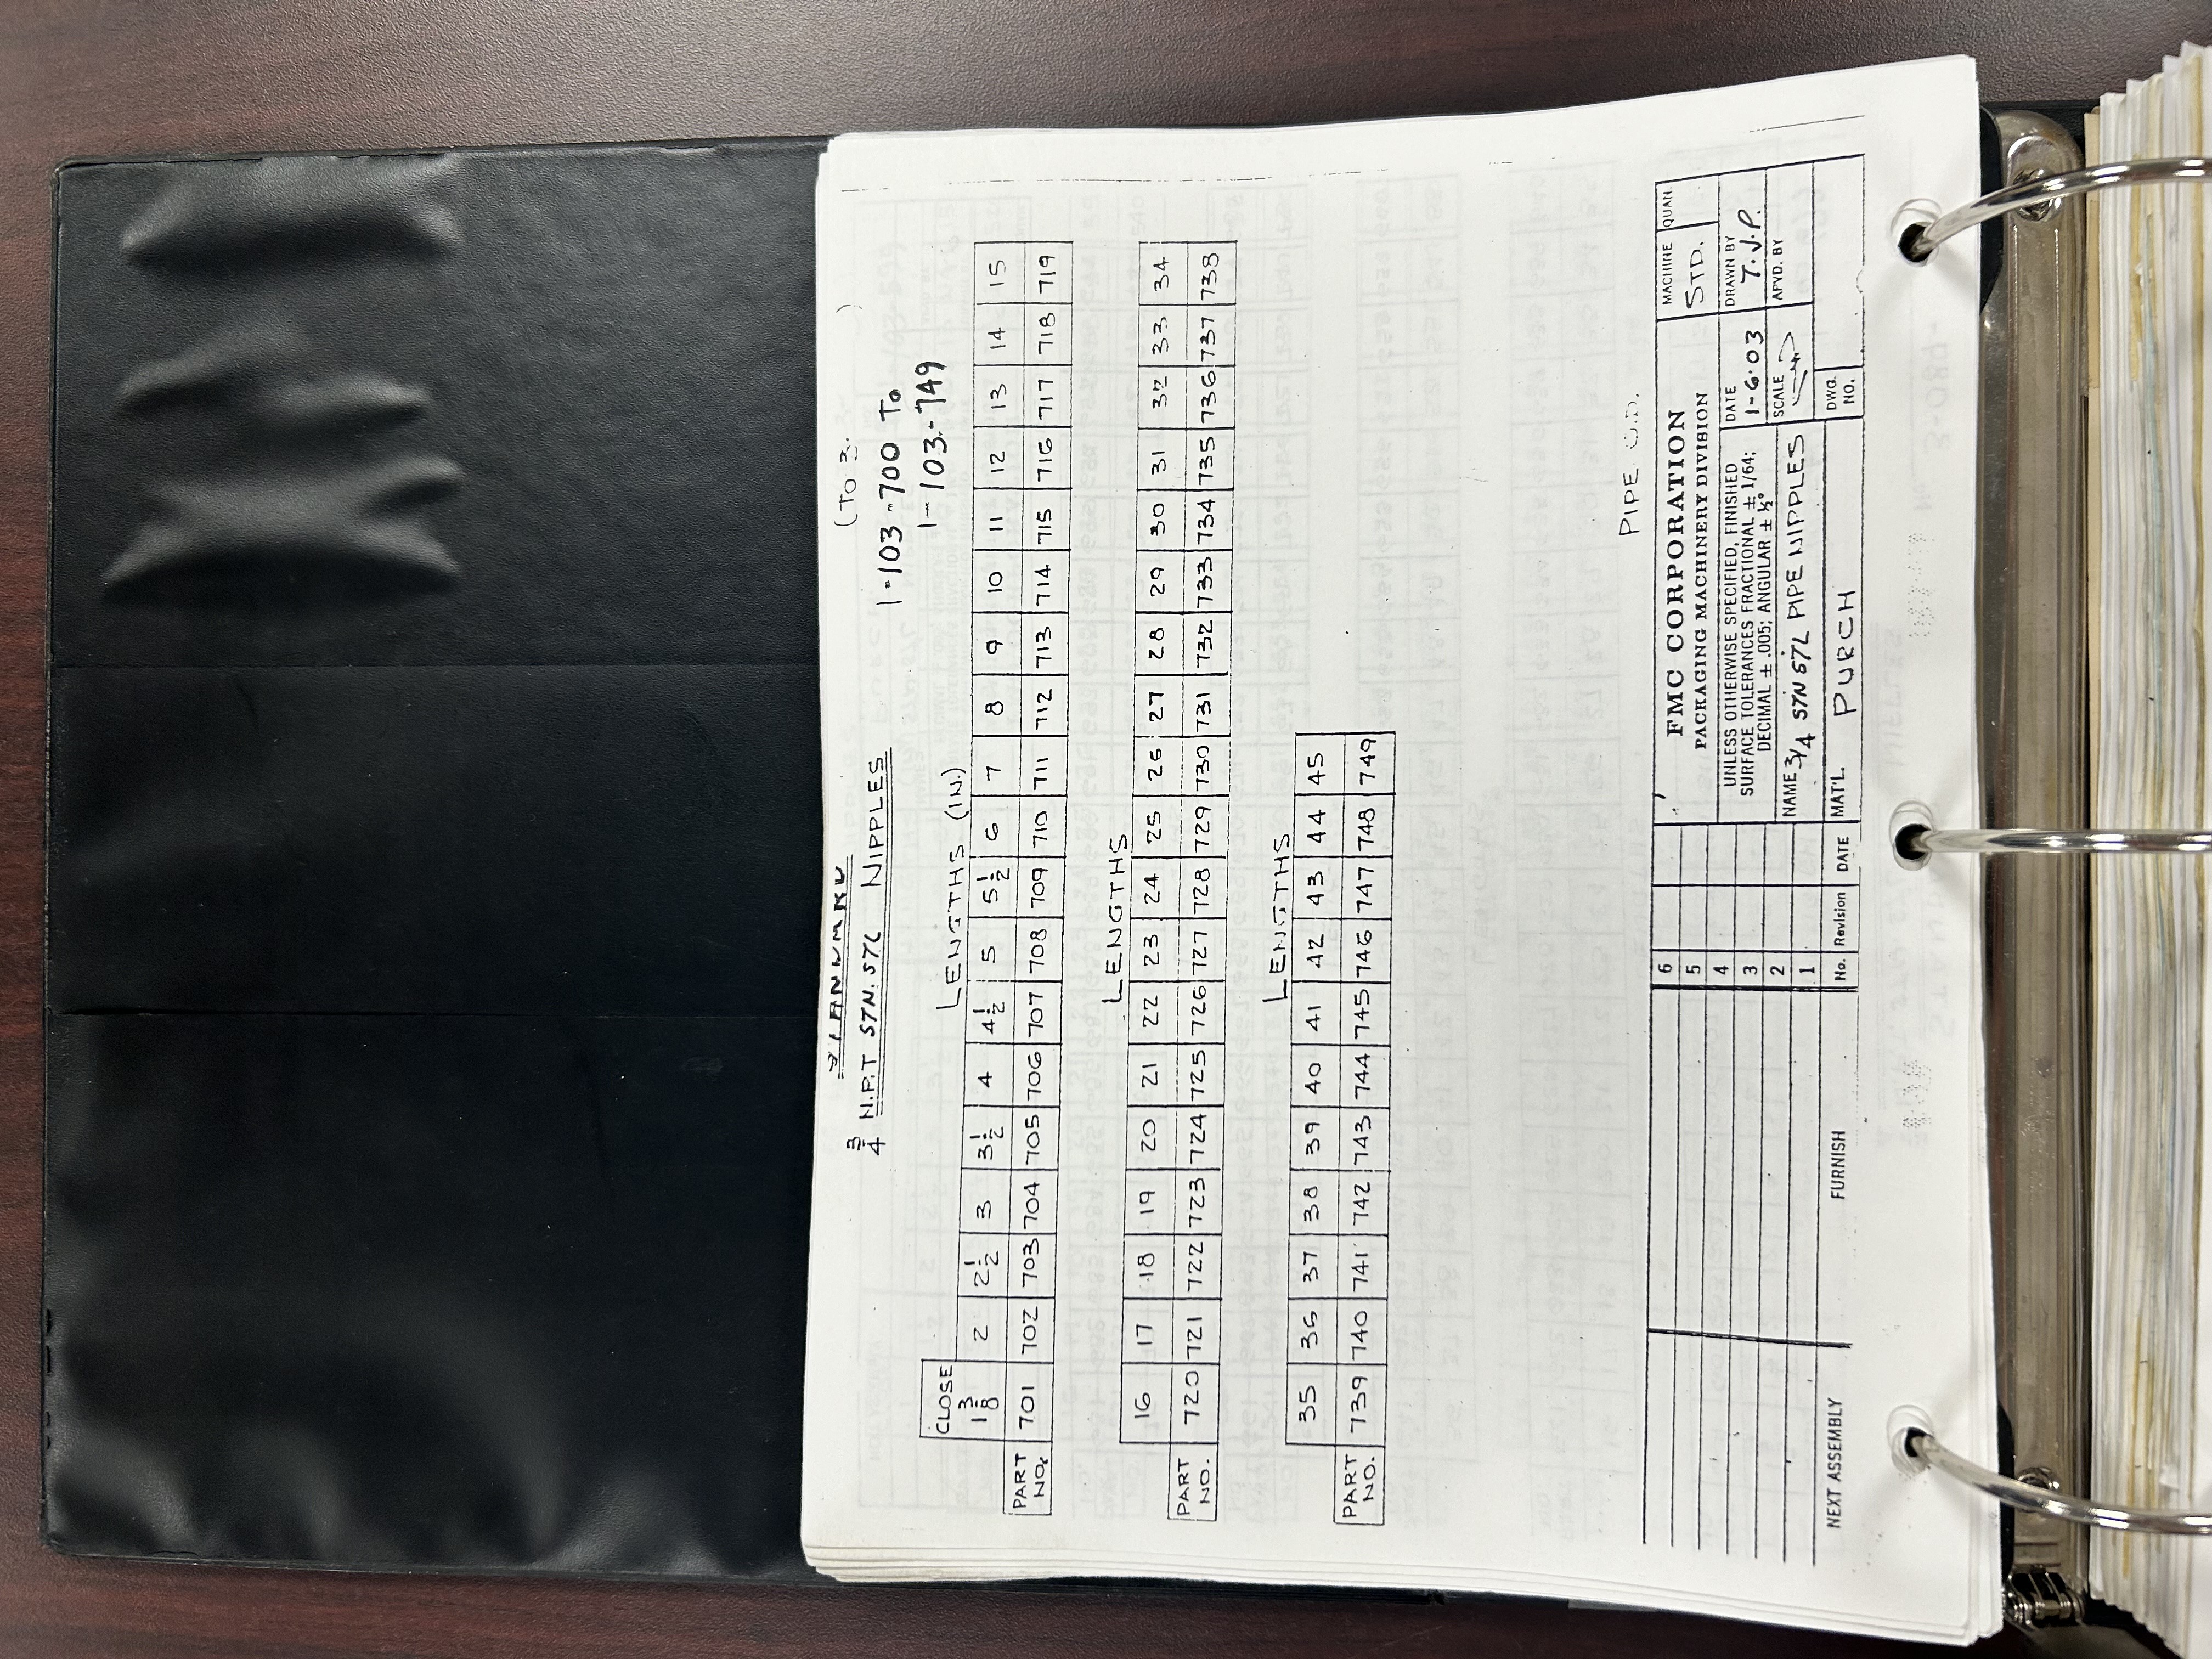 STANDARD
3/4 N.P.T STN. STL NIPPLES
(TO 3- )
1-103-700 To
1-103-749
LENGTHS (IN.)
CLOSE
1 3/8 2 2 1/2 3 3 1/2 4 4 1/2 5 5 1/2 6 7 8 9 10 11 12 13 14 15
PART NO. 701 702 703 704 705 706 707 708 709 710 711 712 713 714 715 716 717 718 719
LENGTHS
16 17 18 19 20 21 22 23 24 25 26 27 28 29 30 31 32 33 34
PART NO. 720 721 722 723 724 725 726 727 728 729 730 731 732 733 734 735 736 737 738
LENGTHS
35 36 37 38 39 40 41 42 43 44 45
PART NO. 739 740 741 742 743 744 745 746 747 748 749
PIPE O.D.
6
5
4
3
2
1
No. Revision DATE
NEXT ASSEMBLY
FURNISH
FMC CORPORATION
PACKAGING MACHINERY DIVISION
MACHINE
STD.
QUAN.
UNLESS OTHERWISE SPECIFIED, FINISHED
SURFACE TOLERANCES FRACTIONAL ± 1/64;
DECIMAL ± .005; ANGULAR ± ½°
DATE
1-6-03
DRAWN BY
T.J.P.
NAME 3/4 STN STL PIPE NIPPLES
SCALE
APVD. BY
MAT'L. PURCH
DWG.
NO.